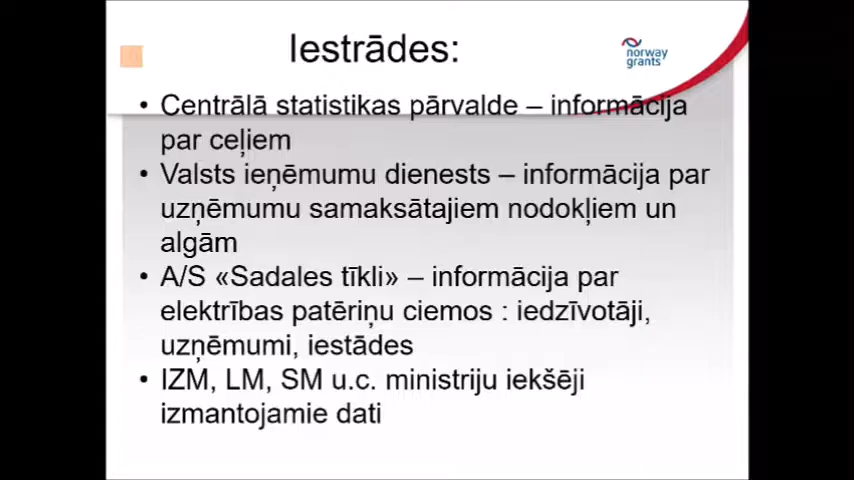 Iestrādes:
norway
grants
• Centrālā statistikas pārvalde – informācija
par ceļiem
• Valsts ieņēmumu dienests – informācija par
uzņēmumu samaksātajiem nodokļiem un
algām
• A/S «Sadales tīkli» – informācija par
elektrības patēriņu ciemos : iedzīvotāji,
uzņēmumi, iestādes
• IZM, LM, SM u.c. ministriju iekšēji
izmantojamie dati